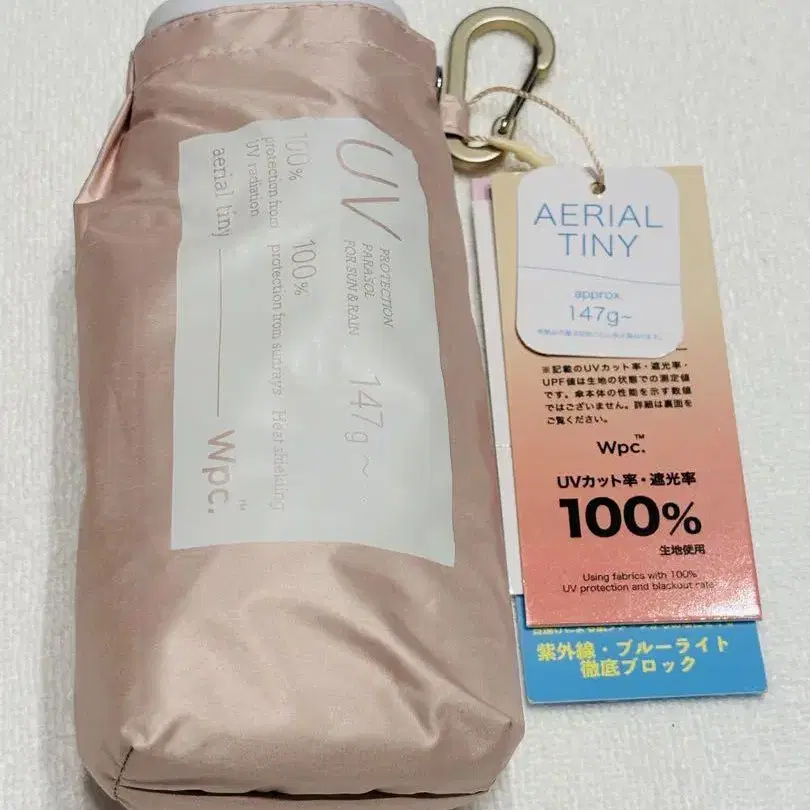 UV
PROTECTION
PARASOL
FOR SUN & RAIN
147g~
100%
protection from
UV radiation
100%
protection from sunrays
Heat shielding
aerial tiny
Wpc.™
AERIAL
TINY
approx.
147g~
※記載のUVカット率・遮光率・
UPF値は生地の状態での測定値
です。傘本体の性能を示す数値
ではございません。詳細は裏面を
ご覧ください。
Wpc.™
UVカット率・遮光率
100%
生地使用
Using fabrics with 100%
UV protection and blackout rate
紫外線・ブルーライト
徹底ブロック